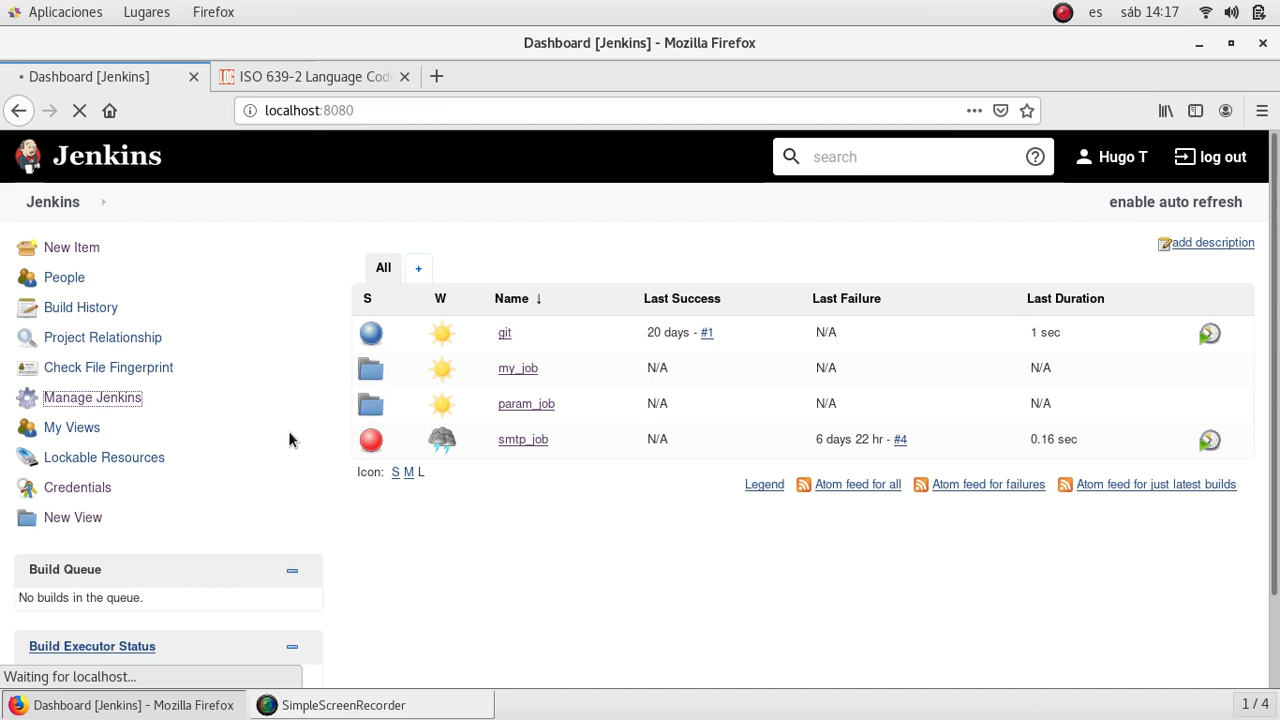 Aplicaciones Lugares Firefox es sáb 14:17
Dashboard [Jenkins] - Mozilla Firefox
Dashboard [Jenkins] ISO 639-2 Language Code
localhost:8080
Jenkins search Hugo T log out
Jenkins enable auto refresh
add description
New Item
People
Build History
Project Relationship
Check File Fingerprint
Manage Jenkins
My Views
Lockable Resources
Credentials
New View
All +
S W Name ↓ Last Success Last Failure Last Duration
git 20 days - #1 N/A 1 sec
my_job N/A N/A N/A
param_job N/A N/A N/A
smtp_job N/A 6 days 22 hr - #4 0.16 sec
Icon: S M L
Legend Atom feed for all Atom feed for failures Atom feed for just latest builds
Build Queue
No builds in the queue.
Build Executor Status
Waiting for localhost...
Dashboard [Jenkins] - Mozilla Firefox SimpleScreenRecorder 1 / 4